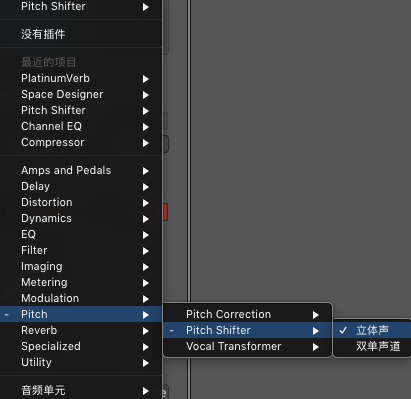 Pitch Shifter
没有插件
最近的项目
PlatinumVerb
Space Designer
Pitch Shifter
Channel EQ
Compressor
Amps and Pedals
Delay
Distortion
Dynamics
EQ
Filter
Imaging
Metering
Modulation
- Pitch
Reverb
Specialized
Utility
音频单元
Pitch Correction
- Pitch Shifter
Vocal Transformer
✓ 立体声
双单声道